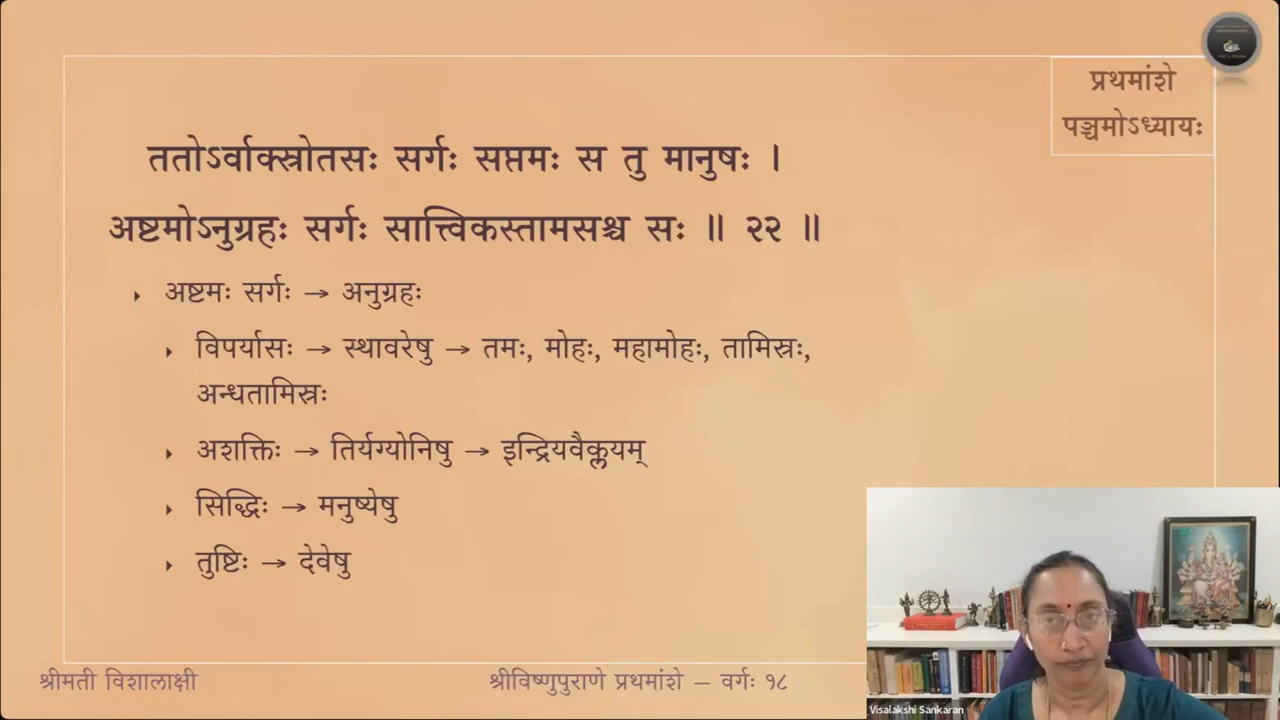 प्रथमांशे
पञ्चमोऽध्यायः
ततोऽर्वाक्स्रोतसः सर्गः सप्तमः स तु मानुषः ।
अष्टमोऽनुग्रहः सर्गः सात्त्विकस्तामसश्च सः ॥ २२ ॥
अष्टमः सर्गः → अनुग्रहः
विपर्यासः → स्थावरेषु → तमः, मोहः, महामोहः, तामिस्रः,
अन्धतामिस्रः
अशक्तिः → तिर्यग्योनिषु → इन्द्रियवैक्लयम्
सिद्धिः → मनुष्येषु
तुष्टिः → देवेषु
श्रीमती विशालाक्षी
श्रीविष्णुपुराणे प्रथमांशे – वर्गः १८
Visalakshi Sankaran